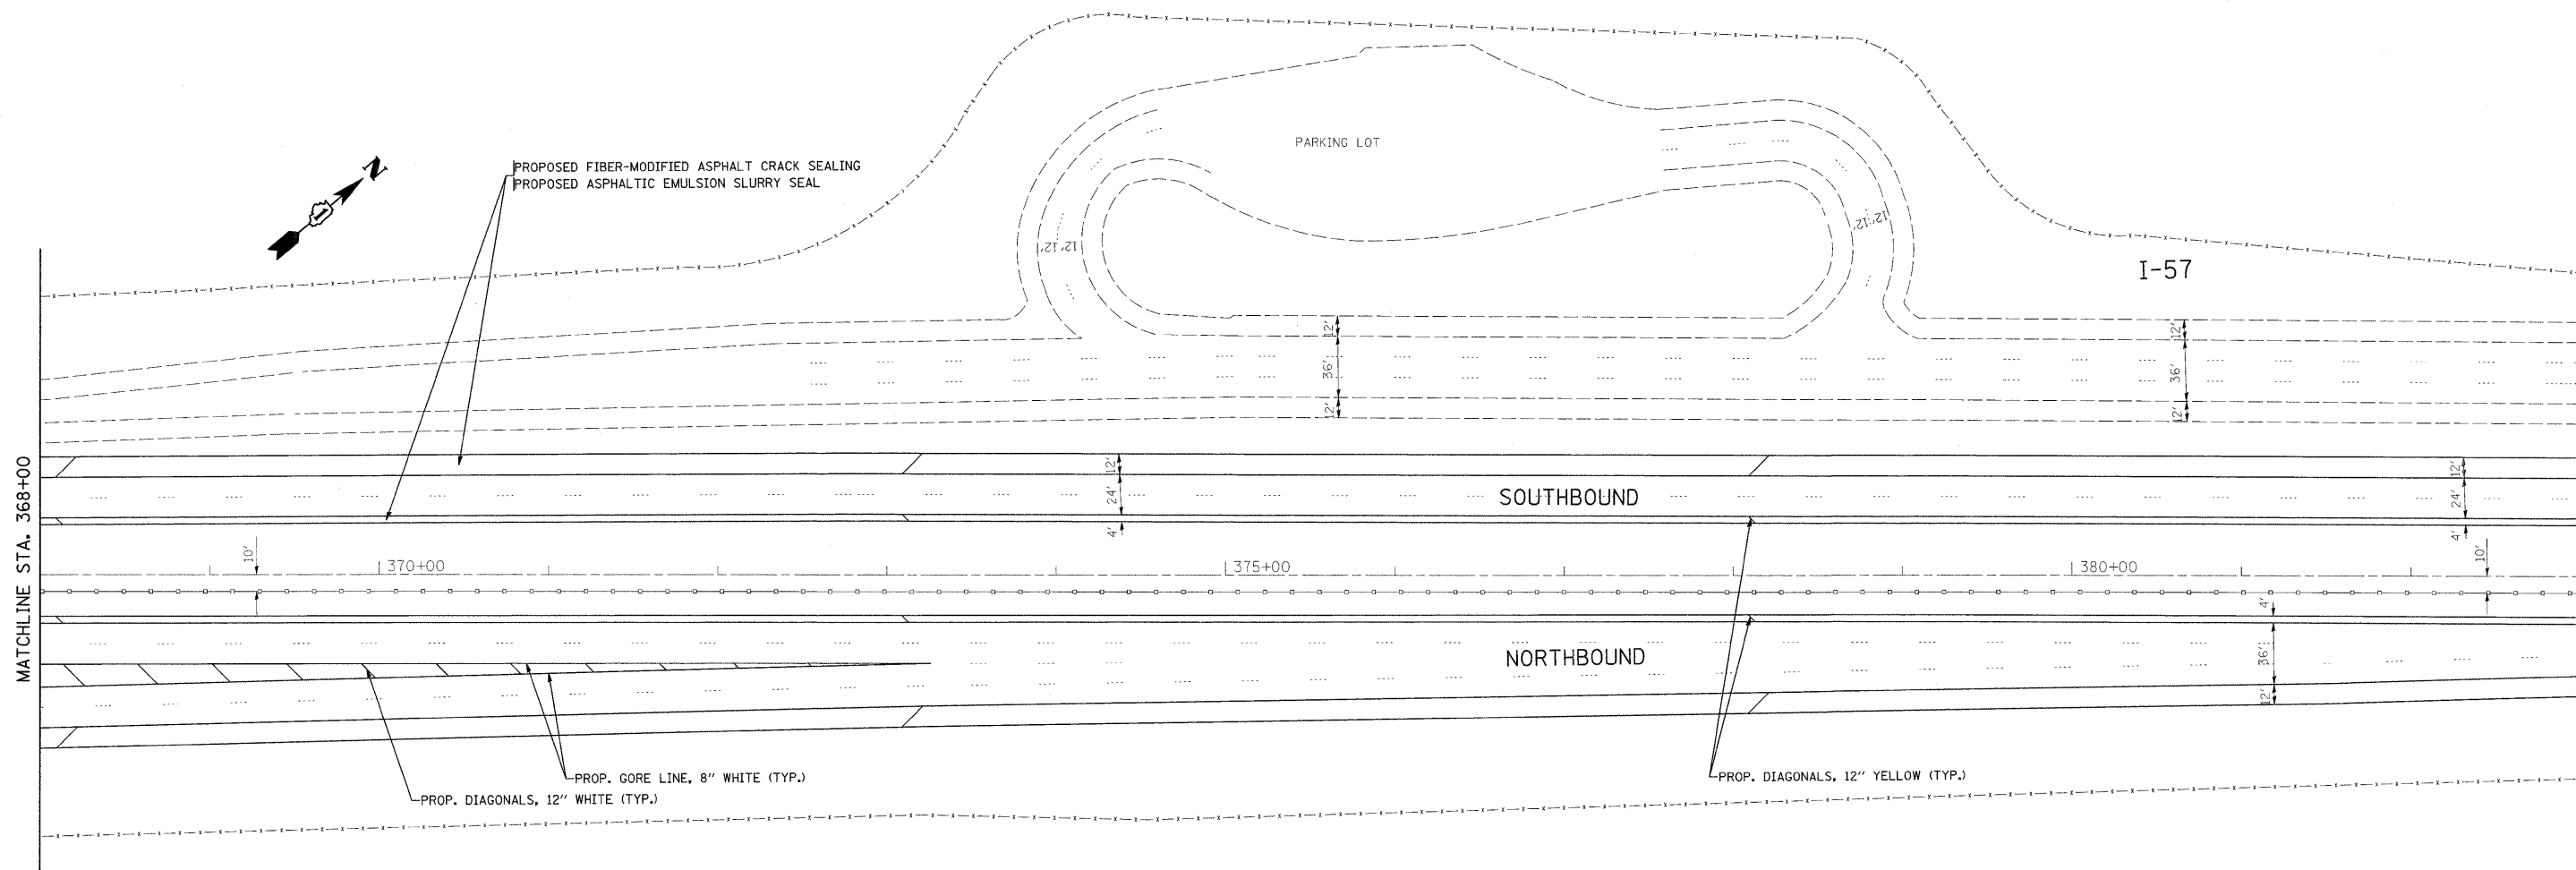 PROPOSED FIBER-MODIFIED ASPHALT CRACK SEALING
PROPOSED ASPHALTIC EMULSION SLURRY SEAL
N
PARKING LOT
12' 12'
12' 12'
I-57
12'
36'
12'
12'
36'
12'
MATCHLINE STA. 368+00
12'
24'
4'
SOUTHBOUND
12'
24'
4'
10'
370+00
375+00
380+00
10'
4'
36'
12'
NORTHBOUND
PROP. GORE LINE, 8" WHITE (TYP.)
PROP. DIAGONALS, 12" WHITE (TYP.)
PROP. DIAGONALS, 12" YELLOW (TYP.)